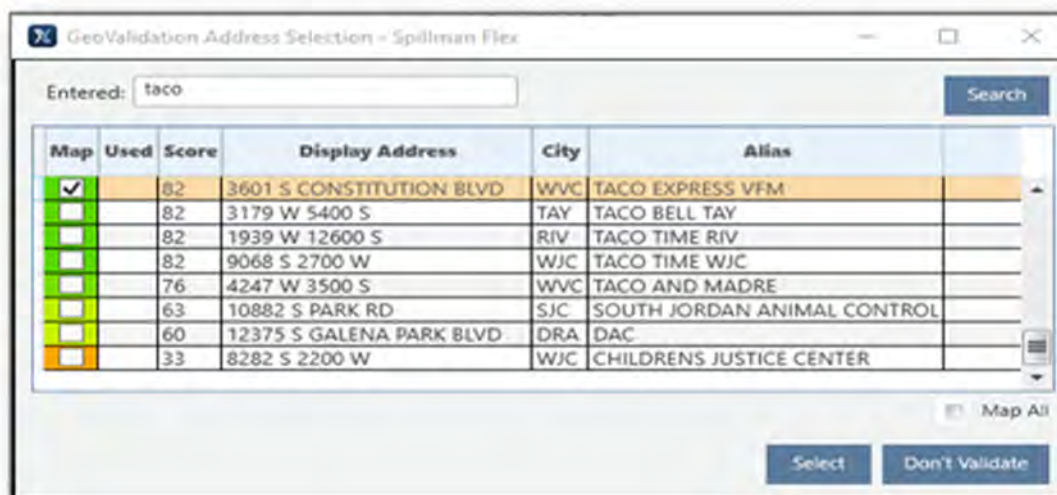 GeoValidation Address Selection - Spillman Flex
Entered: taco Search
Map Used Score Display Address City Alias
82 3601 S CONSTITUTION BLVD WVC TACO EXPRESS VFM
82 3179 W 5400 S TAY TACO BELL TAY
82 1939 W 12600 S RIV TACO TIME RIV
82 9068 S 2700 W WJC TACO TIME WJC
76 4247 W 3500 S WVC TACO AND MADRE
63 10882 S PARK RD SJC SOUTH JORDAN ANIMAL CONTROL
60 12375 S GALENA PARK BLVD DRA DAC
33 8282 S 2200 W WJC CHILDRENS JUSTICE CENTER
Map All
Select Don't Validate